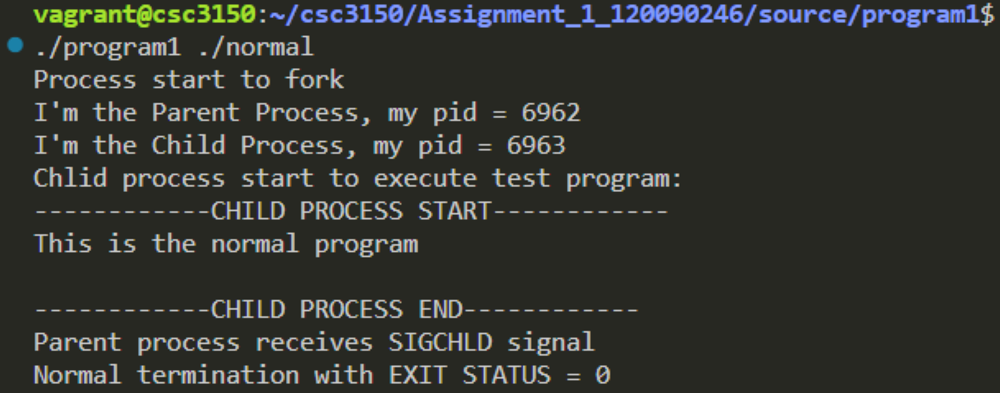 vagrant@csc3150:~/csc3150/Assignment_1_120090246/source/program1$
./program1 ./normal
Process start to fork
I'm the Parent Process, my pid = 6962
I'm the Child Process, my pid = 6963
Chlid process start to execute test program:
------------CHILD PROCESS START------------
This is the normal program
------------CHILD PROCESS END------------
Parent process receives SIGCHLD signal
Normal termination with EXIT STATUS = 0